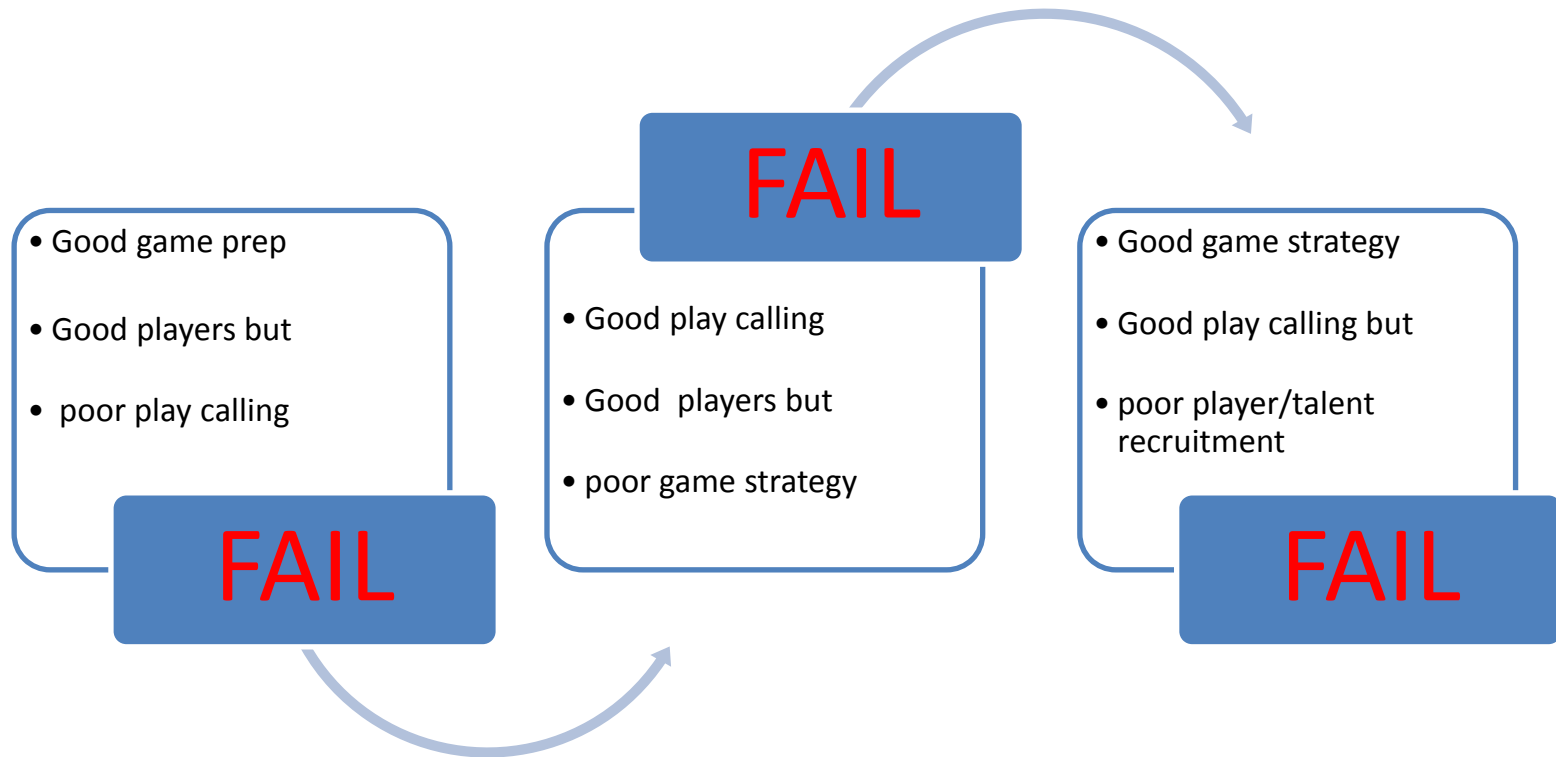 • Good game prep
• Good players but
• poor play calling
FAIL
FAIL
• Good play calling
• Good players but
• poor game strategy
• Good game strategy
• Good play calling but
• poor player/talent
recruitment
FAIL